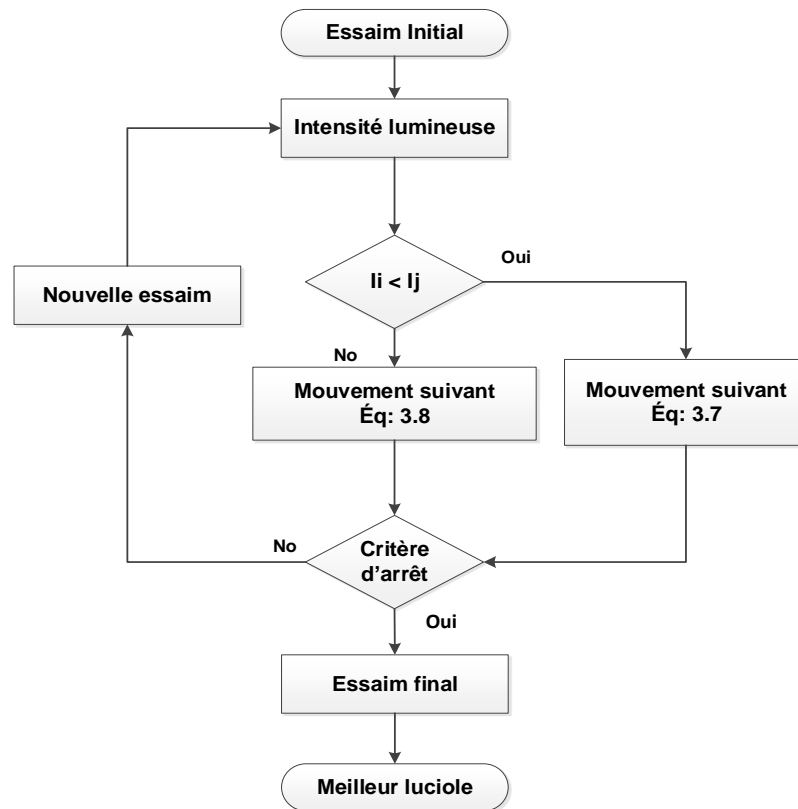 Essaim Initial
Intensité lumineuse
Oui
Ii < Ij
Nouvelle essaim
No
Mouvement suivant
Éq: 3.8
Mouvement suivant
Éq: 3.7
No
Critère
d'arrêt
Oui
Essaim final
Meilleur luciole